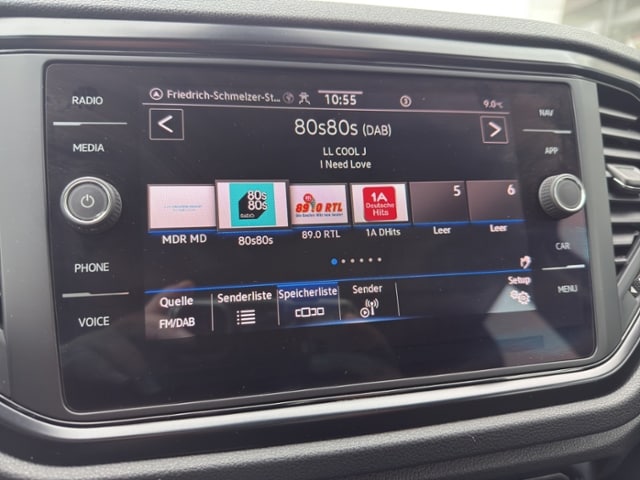 RADIO
MEDIA
PHONE
VOICE
Friedrich-Schmelzer-St...
10:55
3
9.0°C
80s80s (DAB)
LL COOL J
I Need Love
80s
80s
RADIO
89.0 RTL
1A
Deutsche
Hits
5
6
MDR MD
80s80s
89.0 RTL
1A DHits
Leer
Leer
Quelle
FM/DAB
Senderliste
Speicherliste
Sender
Setup
NAV
APP
CAR
MENU